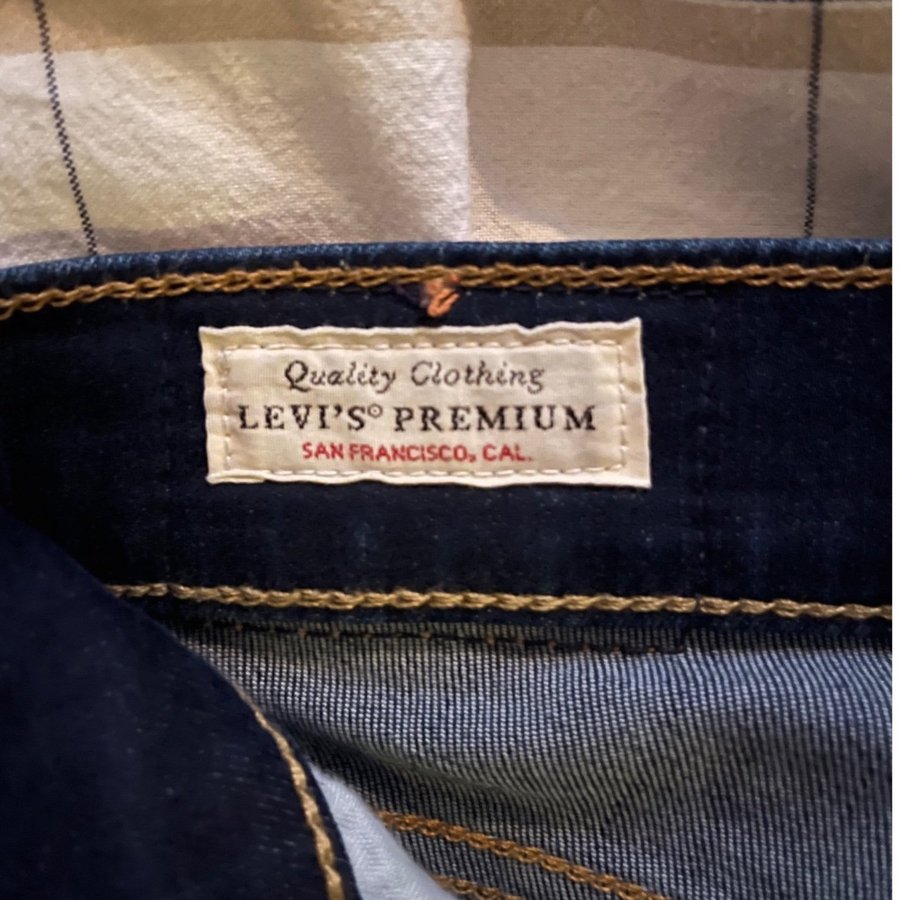 Quality Clothing
LEVI'S® PREMIUM
SAN FRANCISCO, CAL.